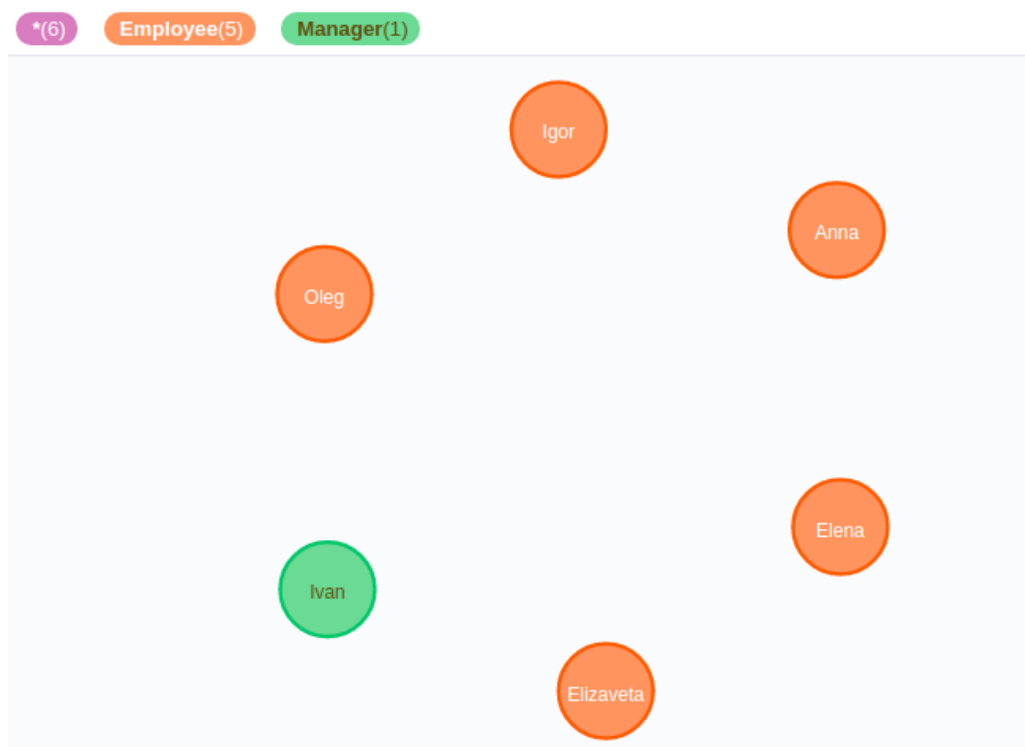 *(6) Employee(5) Manager(1)
Igor
Anna
Oleg
Elena
Ivan
Elizaveta